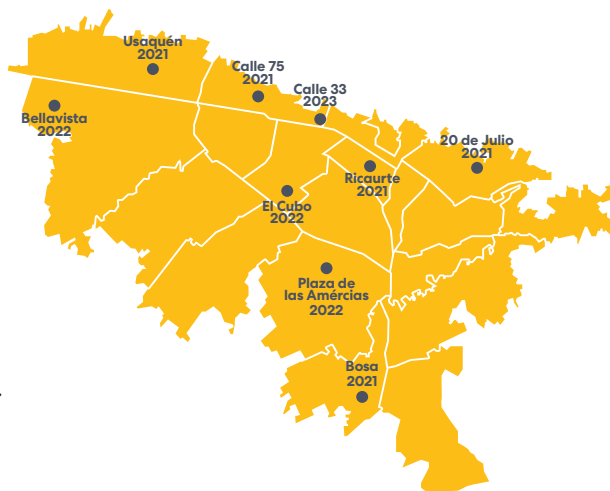 Usaquén
2021
Calle 75
2021
Calle 33
2023
Bellavista
2022
20 de Julio
2021
Ricaurte
2021
El Cubo
2022
Plaza de
las Amércias
2022
Bosa
2021